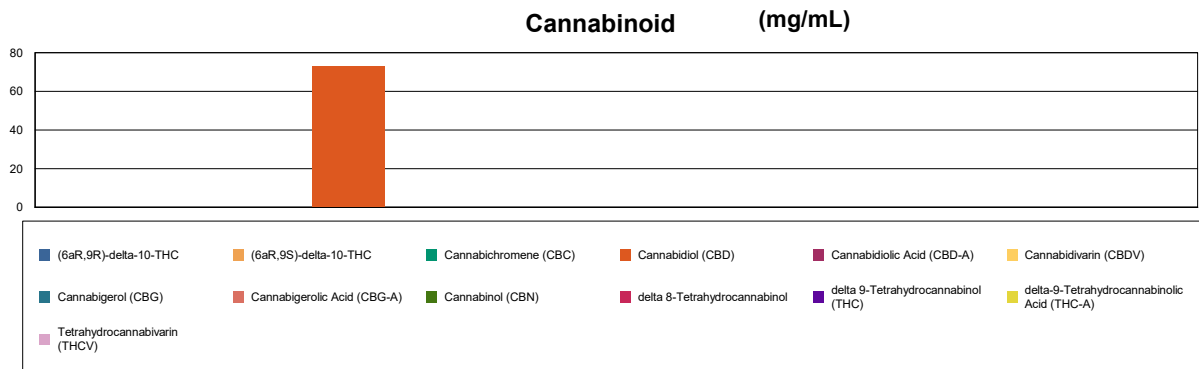 Cannabinoid (mg/mL)
80
60
40
20
0
(6aR,9R)-delta-10-THC
(6aR,9S)-delta-10-THC
Cannabichromene (CBC)
Cannabidiol (CBD)
Cannabidiolic Acid (CBD-A)
Cannabidivarin (CBDV)
Cannabigerol (CBG)
Cannabigerolic Acid (CBG-A)
Cannabinol (CBN)
delta 8-Tetrahydrocannabinol
delta 9-Tetrahydrocannabinol
(THC)
delta-9-Tetrahydrocannabinolic
Acid (THC-A)
Tetrahydrocannabivarin
(THCV)